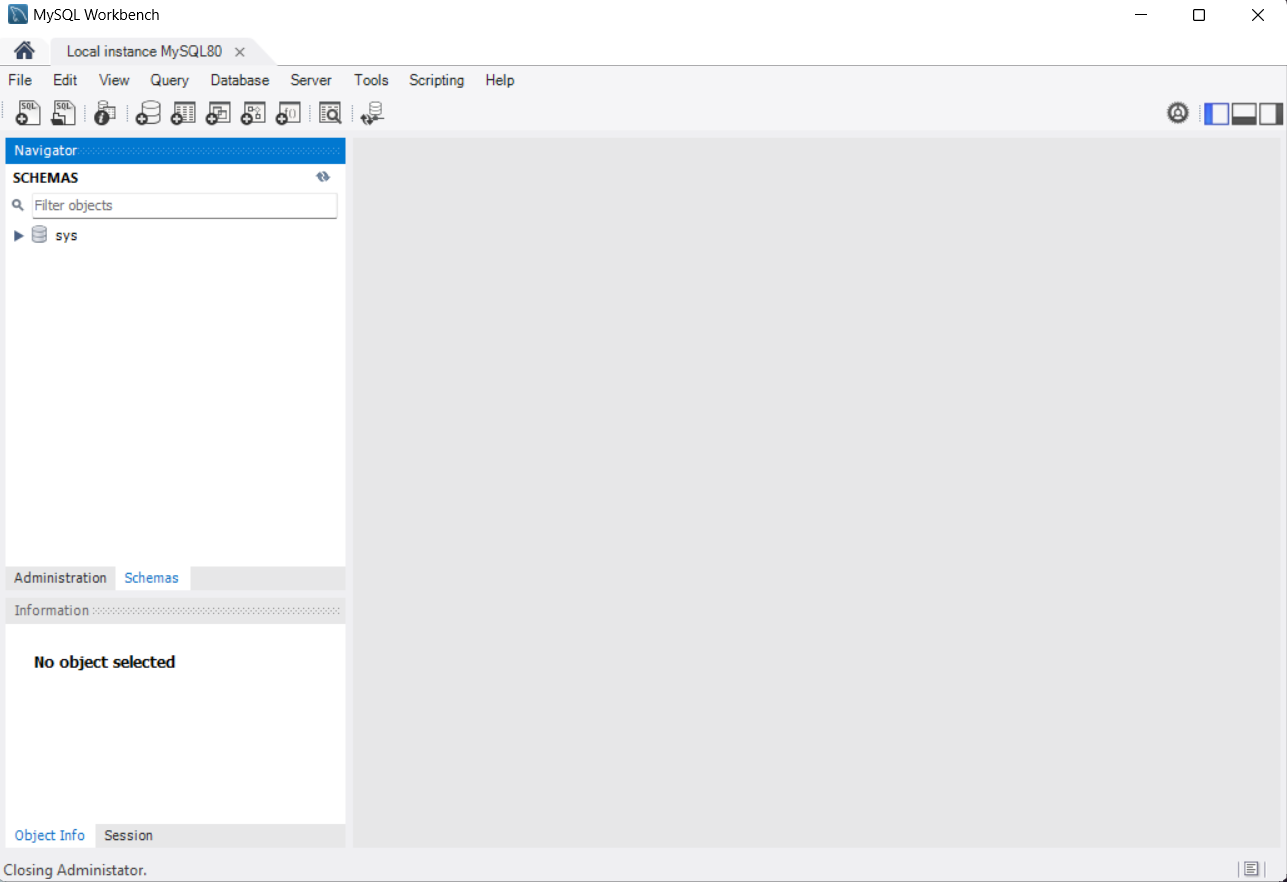 MySQL Workbench
Local instance MySQL80
File Edit View Query Database Server Tools Scripting Help
SQL SQL
Navigator
SCHEMAS
Filter objects
sys
Administration Schemas
Information
No object selected
Object Info Session
Closing Administator.